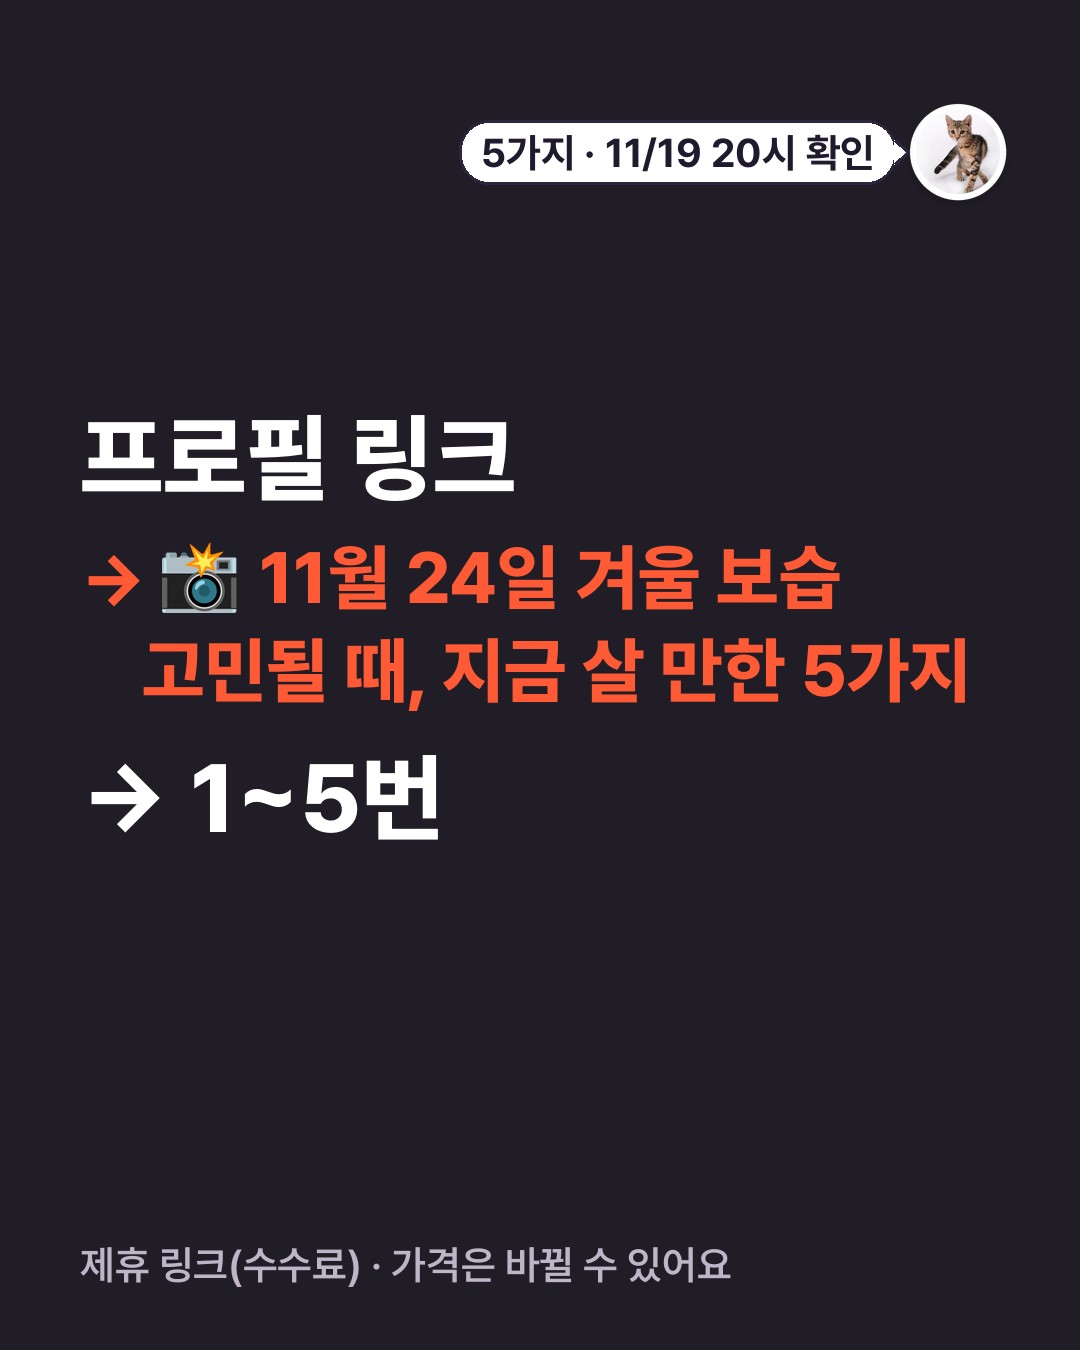 5가지 · 11/19 20시 확인
프로필 링크
→ 📸 11월 24일 겨울 보습
고민될 때, 지금 살 만한 5가지
→ 1~5번
제휴 링크(수수료) · 가격은 바뀔 수 있어요